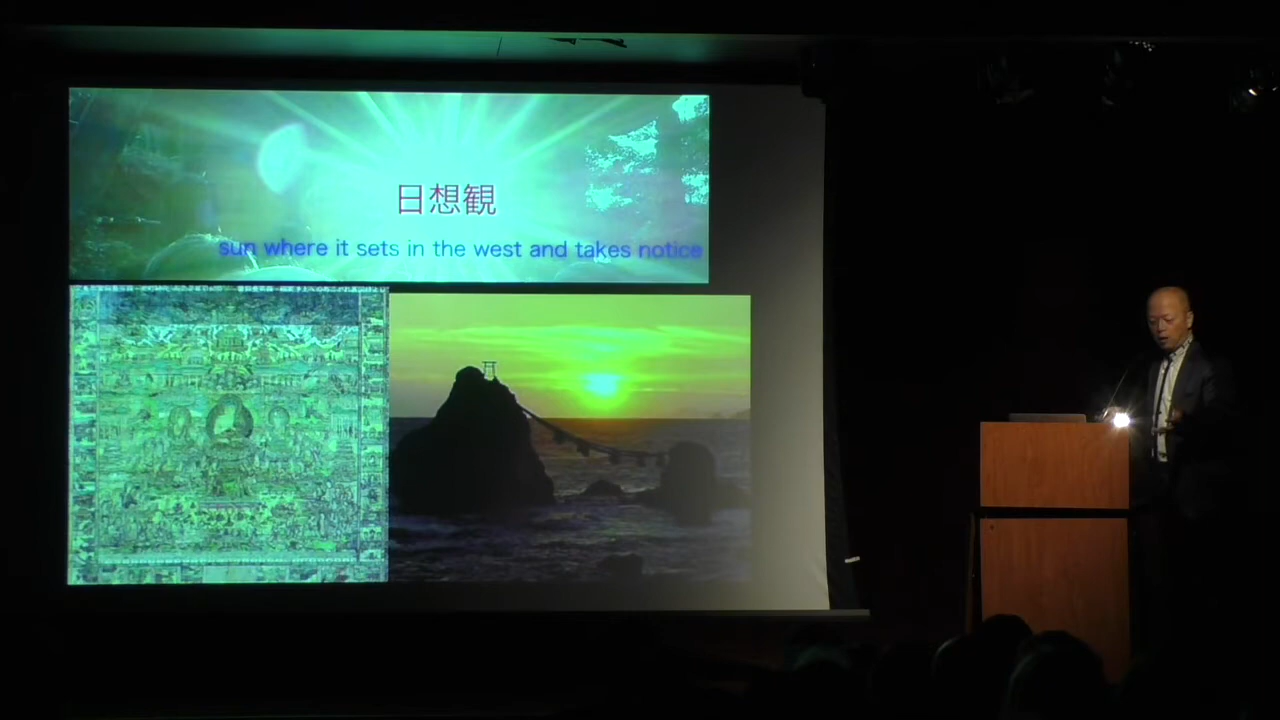 日想観
sun where it sets in the west and takes notice